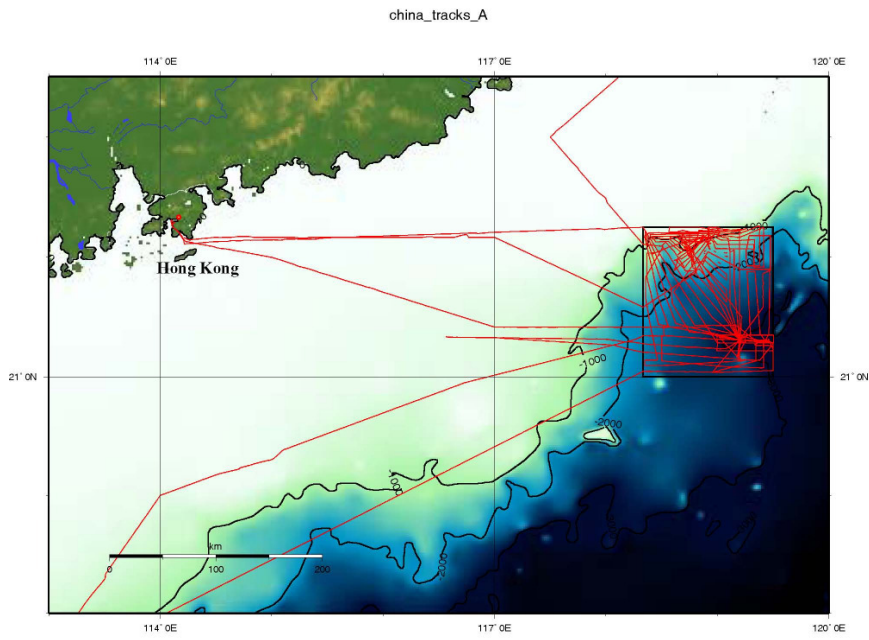 china_tracks_A
114˚ 0'E
117˚ 0'E
120˚ 0'E
Hong Kong
-1000
21˚ 0'N
21˚ 0'N
-1000
-2000
-2000
km
0
100
200
114˚ 0'E
117˚ 0'E
120˚ 0'E